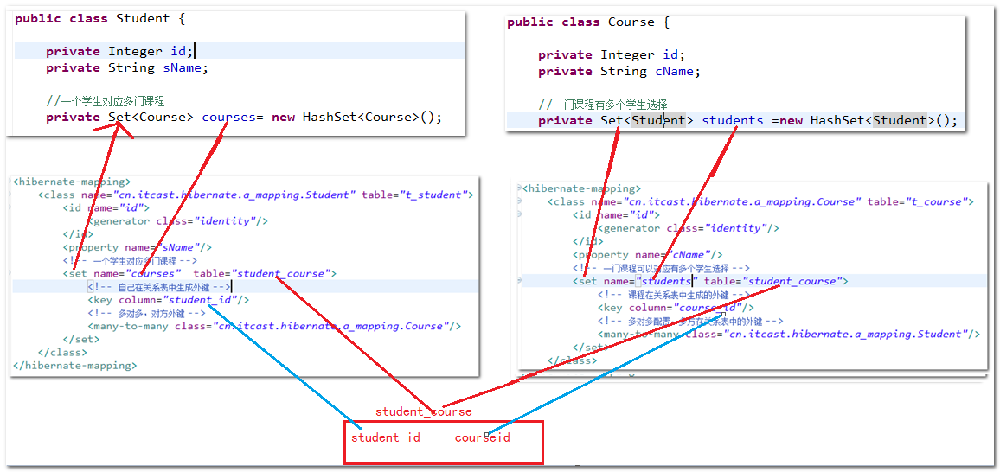 public class Student {
private Integer id;
private String sName;
//一个学生对应多门课程
private Set<Course> courses= new HashSet<Course>();
public class Course {
private Integer id;
private String cName;
//一门课程有多个学生选择
private Set<Student> students =new HashSet<Student>();
<hibernate-mapping>
<class name="cn.itcast.hibernate.a_mapping.Student" table="t_student">
<id name="id">
<generator class="identity"/>
</id>
<property name="sName"/>
<!-- 一个学生对应多门课程 -->
<set name="courses"  table="student_course">
<!-- 自己在关系表中生成外键 -->
<key column="student_id"/>
<!-- 多对多，对方外键 -->
<many-to-many class="cn.itcast.hibernate.a_mapping.Course"/>
</set>
</class>
</hibernate-mapping>
<hibernate-mapping>
<class name="cn.itcast.hibernate.a_mapping.Course" table="t_course">
<id name="id">
<generator class="identity"/>
</id>
<property name="cName"/>
<!-- 一门课程可以对应有多个学生选择 -->
<set name="students" table="student_course">
<!-- 课程在关系表中生成的外键 -->
<key column="course_id"/>
<!-- 多对多配置，多方在关系表中的外键 -->
<many-to-many class="cn.itcast.hibernate.a_mapping.Student"/>
</set>
</class>
student_course
student_id courseid